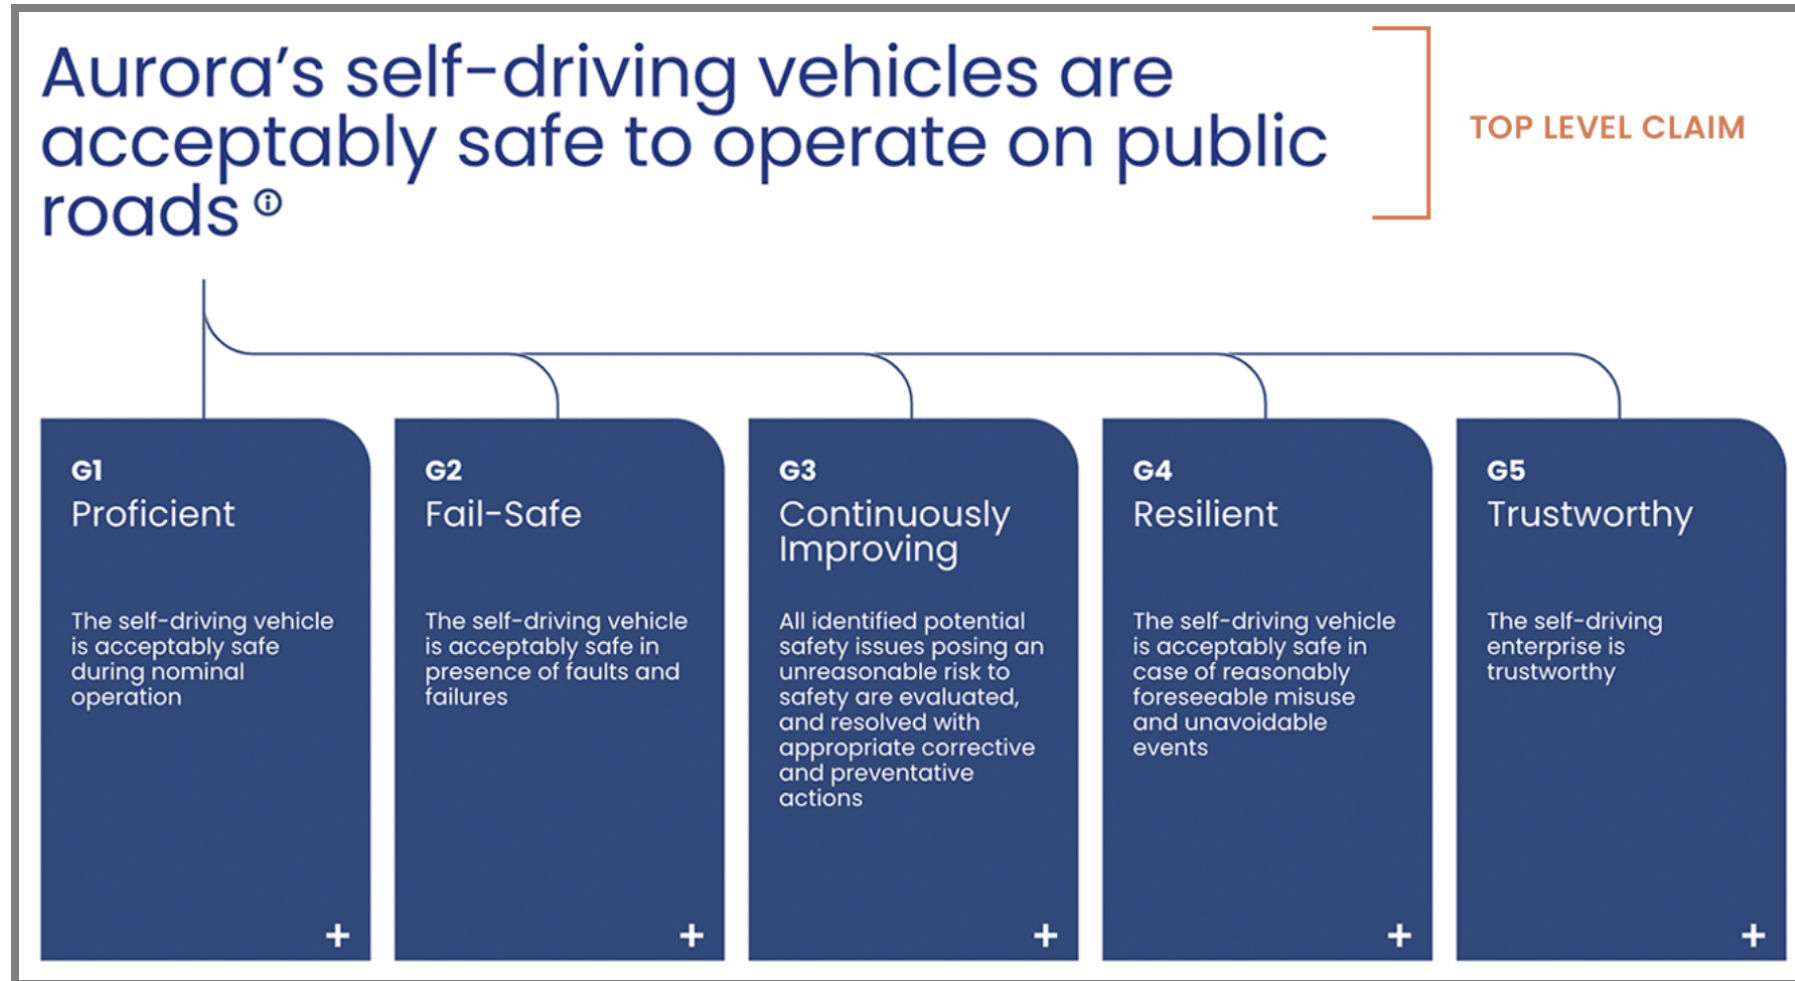 Aurora’s self-driving vehicles are
acceptably safe to operate on public
roads
TOP LEVEL CLAIM
G1
Proficient
The self-driving vehicle
is acceptably safe
during nominal
operation
+
G2
Fail-Safe
The self-driving vehicle
is acceptably safe in
presence of faults and
failures
+
G3
Continuously
Improving
All identified potential
safety issues posing an
unreasonable risk to
safety are evaluated,
and resolved with
appropriate corrective
and preventative
actions
+
G4
Resilient
The self-driving vehicle
is acceptably safe in
case of reasonably
foreseeable misuse
and unavoidable
events
+
G5
Trustworthy
The self-driving
enterprise is
trustworthy
+